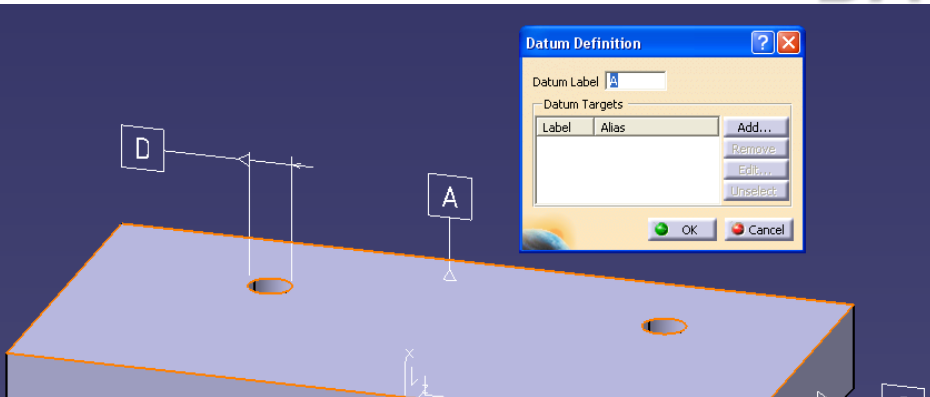 Datum Definition
Datum Label A
Datum Targets
Label Alias
Add...
Remove
Edit...
Unselect
OK Cancel
D
A
x
z